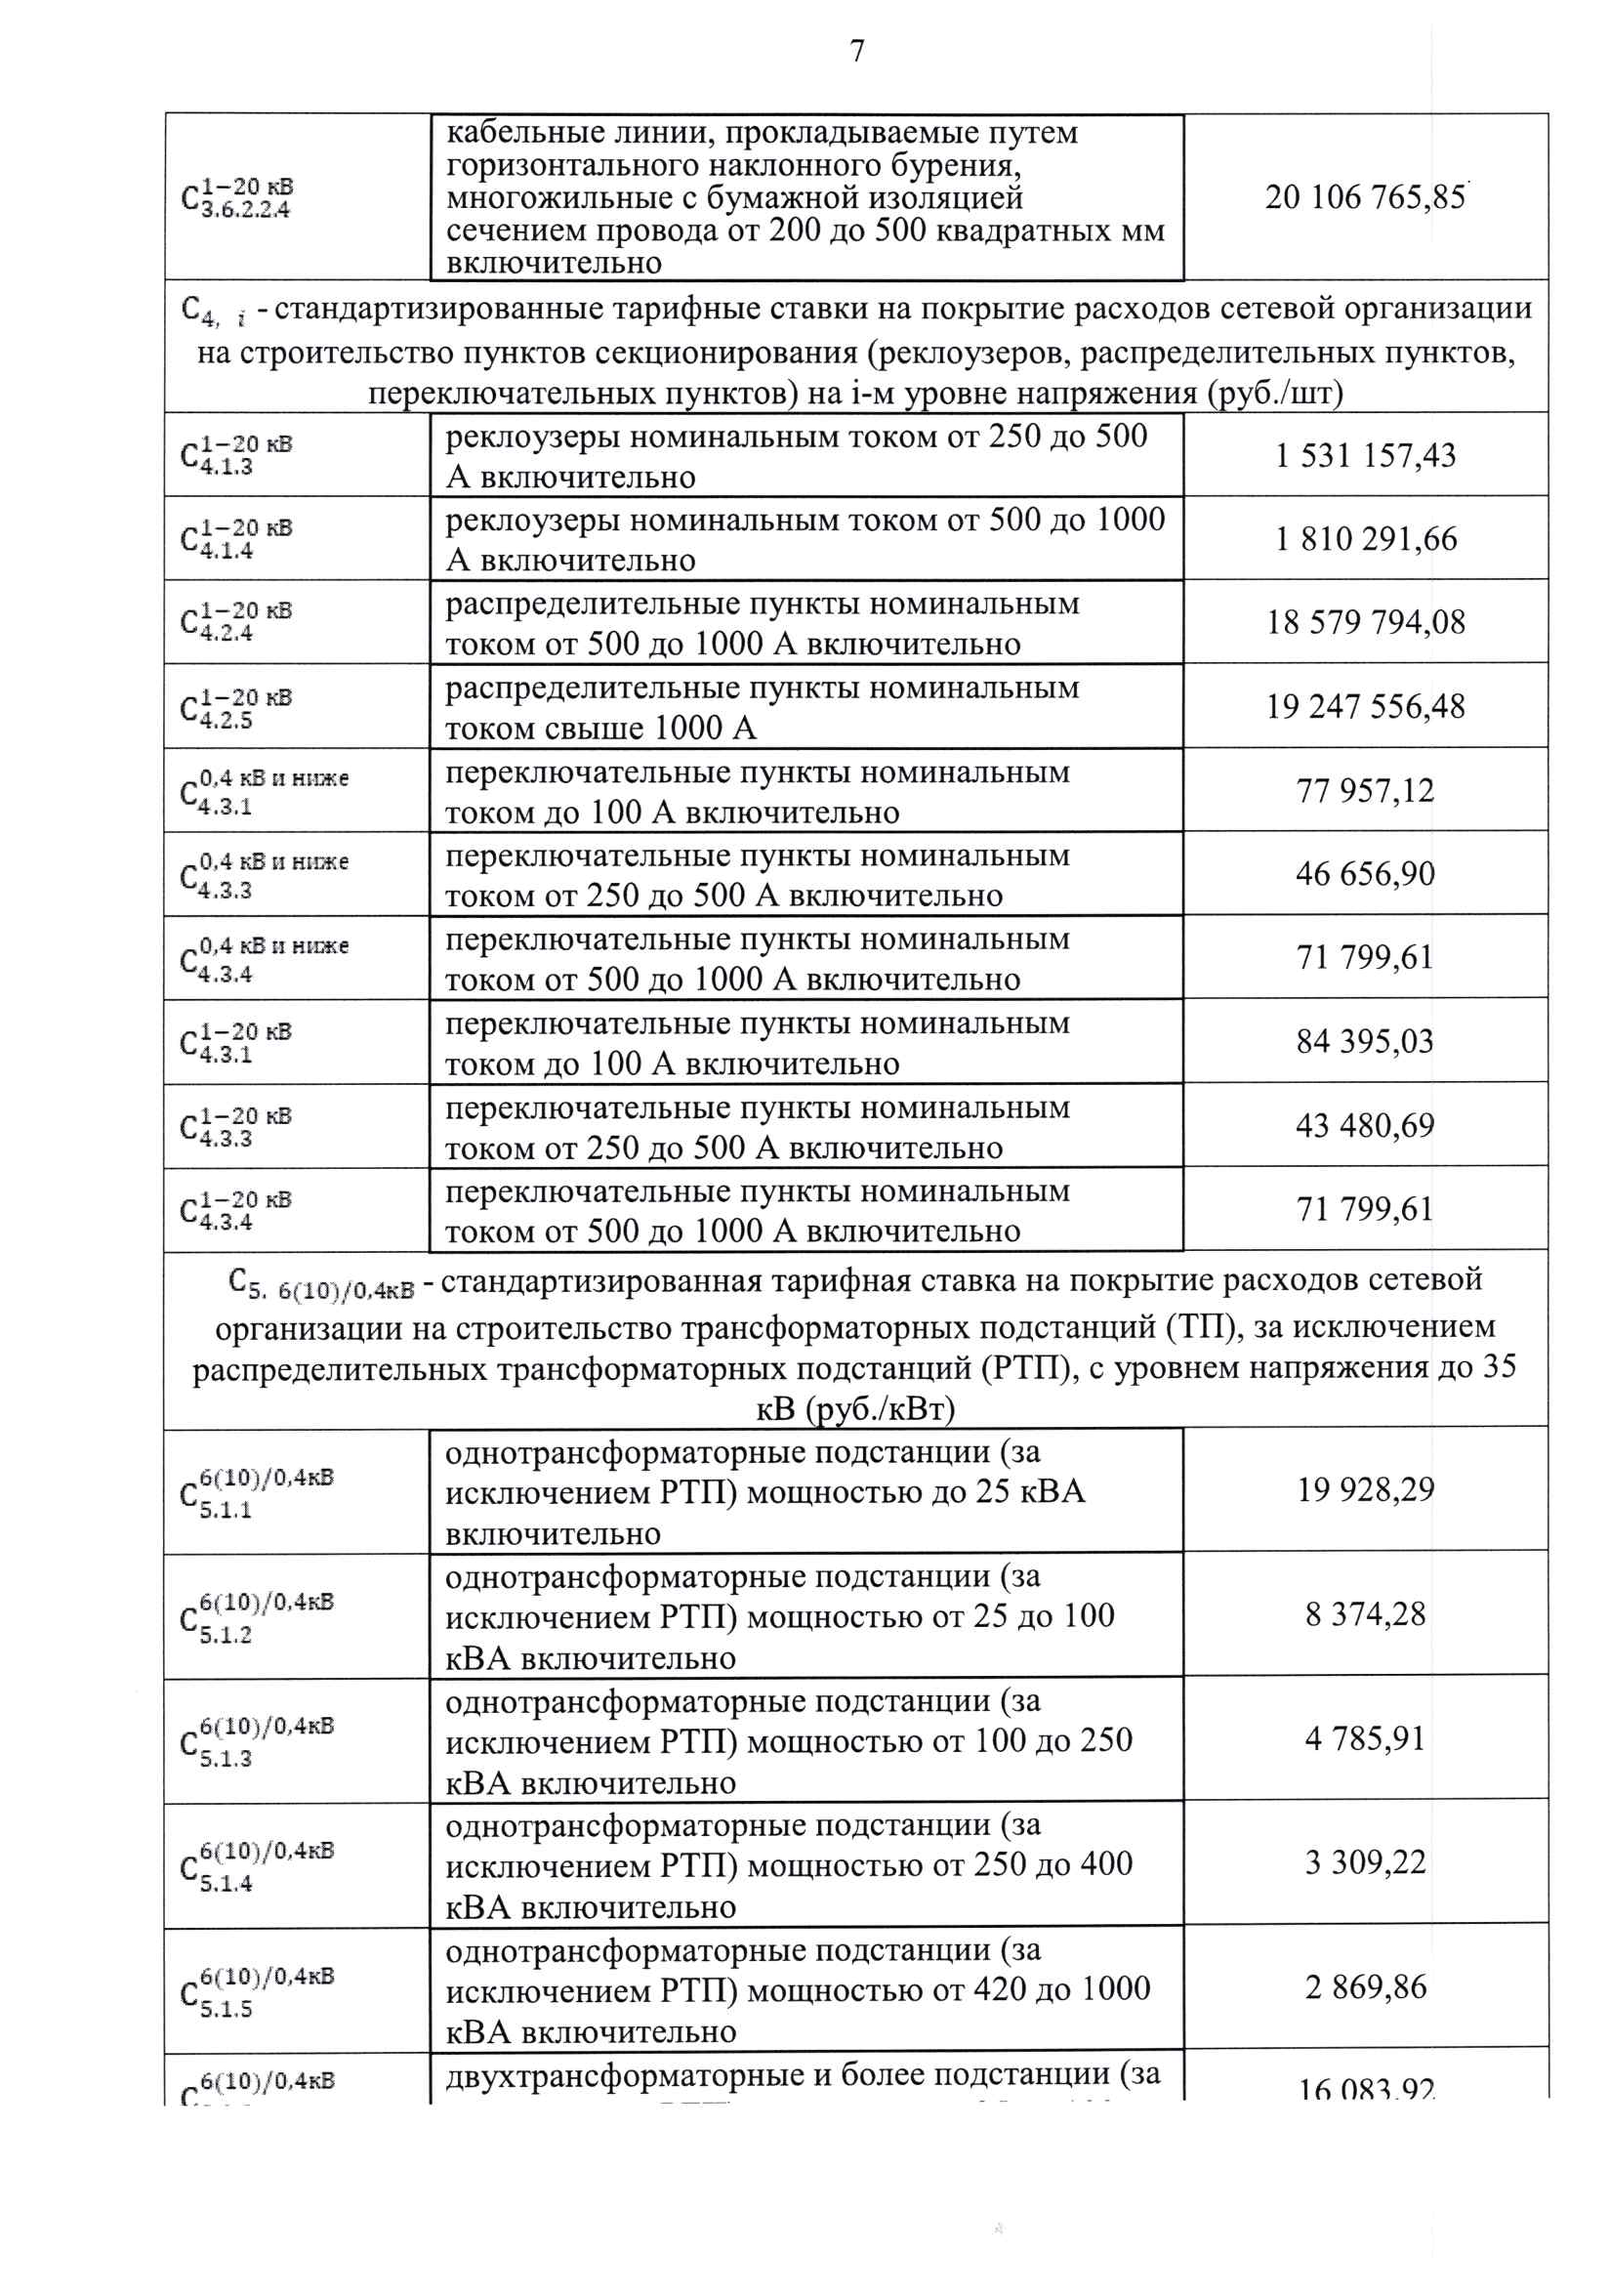 7
С 1–20 кВ 3.6.2.2.4
кабельные линии, прокладываемые путем
горизонтального наклонного бурения,
многожильные с бумажной изоляцией
сечением провода от 200 до 500 квадратных мм
включительно
20 106 765,85
С4, i - стандартизированные тарифные ставки на покрытие расходов сетевой организации
на строительство пунктов секционирования (реклоузеров, распределительных пунктов,
переключательных пунктов) на i-м уровне напряжения (руб./шт)
С 1–20 кВ 4.1.3
реклоузеры номинальным током от 250 до 500
А включительно
1 531 157,43
С 1–20 кВ 4.1.4
реклоузеры номинальным током от 500 до 1000
А включительно
1 810 291,66
С 1–20 кВ 4.2.4
распределительные пункты номинальным
током от 500 до 1000 А включительно
18 579 794,08
С 1–20 кВ 4.2.5
распределительные пункты номинальным
током свыше 1000 А
19 247 556,48
С 0,4 кВ и ниже 4.3.1
переключательные пункты номинальным
током до 100 А включительно
77 957,12
С 0,4 кВ и ниже 4.3.3
переключательные пункты номинальным
током от 250 до 500 А включительно
46 656,90
С 0,4 кВ и ниже 4.3.4
переключательные пункты номинальным
током от 500 до 1000 А включительно
71 799,61
С 1–20 кВ 4.3.1
переключательные пункты номинальным
током до 100 А включительно
84 395,03
С 1–20 кВ 4.3.3
переключательные пункты номинальным
током от 250 до 500 А включительно
43 480,69
С 1–20 кВ 4.3.4
переключательные пункты номинальным
током от 500 до 1000 А включительно
71 799,61
С5. 6(10)/0,4кВ - стандартизированная тарифная ставка на покрытие расходов сетевой
организации на строительство трансформаторных подстанций (ТП), за исключением
распределительных трансформаторных подстанций (РТП), с уровнем напряжения до 35
кВ (руб./кВт)
С 6(10)/0,4кВ 5.1.1
однотрансформаторные подстанции (за
исключением РТП) мощностью до 25 кВА
включительно
19 928,29
С 6(10)/0,4кВ 5.1.2
однотрансформаторные подстанции (за
исключением РТП) мощностью от 25 до 100
кВА включительно
8 374,28
С 6(10)/0,4кВ 5.1.3
однотрансформаторные подстанции (за
исключением РТП) мощностью от 100 до 250
кВА включительно
4 785,91
С 6(10)/0,4кВ 5.1.4
однотрансформаторные подстанции (за
исключением РТП) мощностью от 250 до 400
кВА включительно
3 309,22
С 6(10)/0,4кВ 5.1.5
однотрансформаторные подстанции (за
исключением РТП) мощностью от 420 до 1000
кВА включительно
2 869,86
С 6(10)/0,4кВ
двухтрансформаторные и более подстанции (за
16 083,92